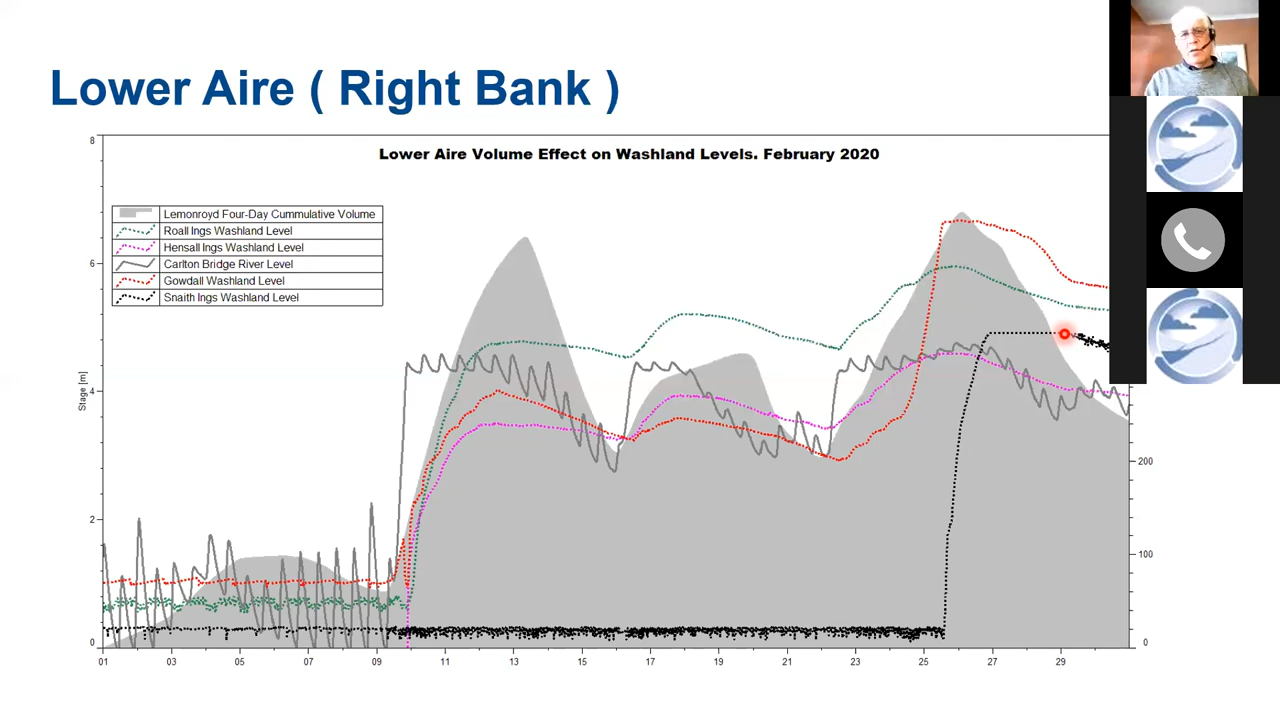 Lower Aire ( Right Bank )
Lower Aire Volume Effect on Washland Levels. February 2020
Lemonroyd Four-Day Cummulative Volume
Roall Ings Washland Level
Hensall Ings Washland Level
Carlton Bridge River Level
Gowdall Washland Level
Snaith Ings Washland Level
Stage [m]
8
6
4
2
0
200
100
0
01 03 05 07 09 11 13 15 17 19 21 23 25 27 29